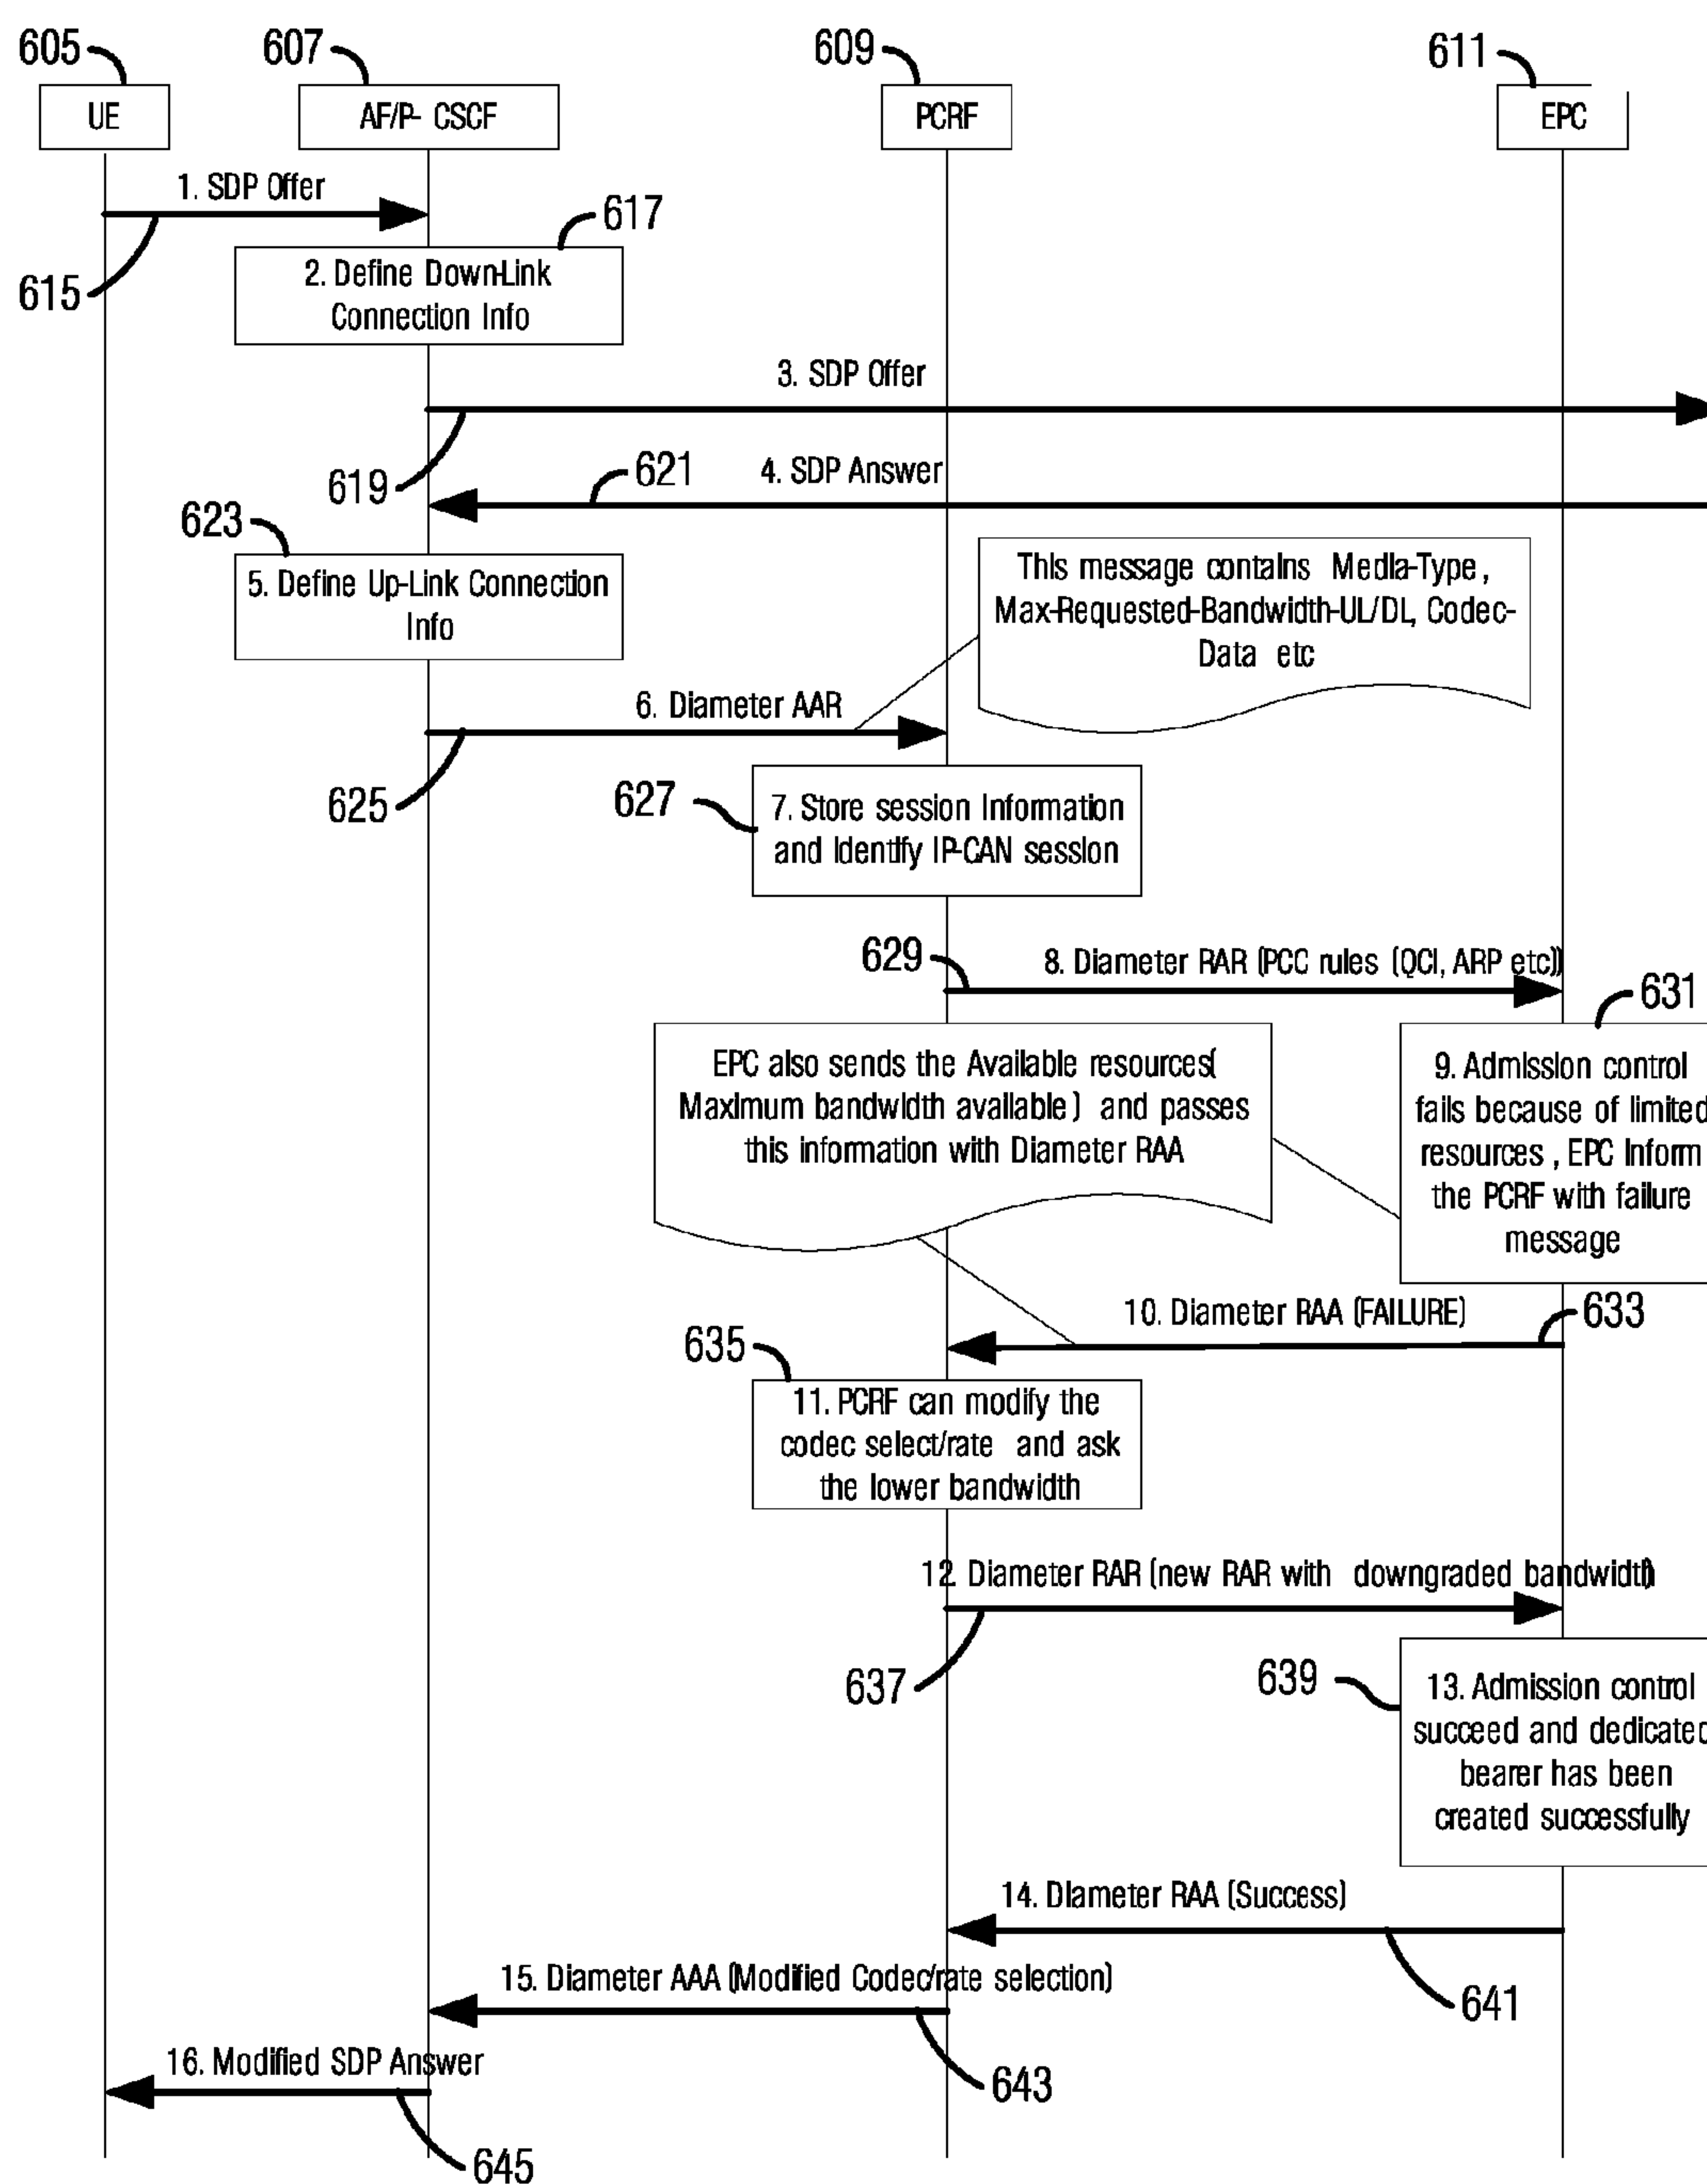 605
607
609
611
UE
AF/P- CSCF
PCRF
EPC
1. SDP Offer
617
615
2. Define Down-Link
Connection Info
3. SDP Offer
619
621
4. SDP Answer
623
5. Define Up-Link Connection
Info
This message contains Media-Type,
Max-Requested-Bandwidth-UL/DL, Codec-
Data etc
6. Diameter AAR
625
627
7. Store session Information
and Identify IP-CAN session
629
8. Diameter RAR (PCC rules (QCI, ARP etc))
631
EPC also sends the Available resources(
Maximum bandwidth available) and passes
this information with Diameter RAA
9. Admission control
fails because of limited
resources , EPC Inform
the PCRF with failure
message
10. Diameter RAA (FAILURE)
633
635
11. PCRF can modify the
codec select/rate and ask
the lower bandwidth
12. Diameter RAR (new RAR with downgraded bandwidth)
637
639
13. Admission control
succeed and dedicated
bearer has been
created successfully
14. Diameter RAA (Success)
641
15. Diameter AAA (Modified Codec/rate selection)
643
16. Modified SDP Answer
645